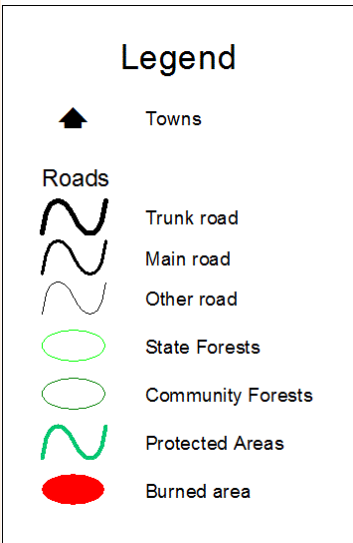 Legend
Towns
Roads
Trunk road
Main road
Other road
State Forests
Community Forests
Protected Areas
Burned area